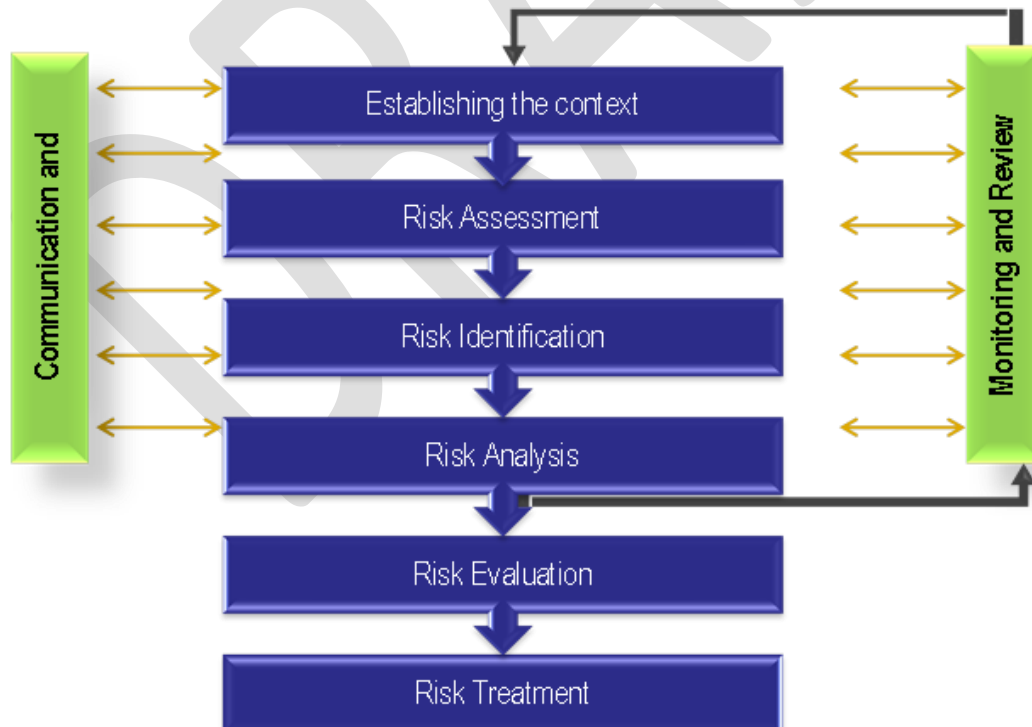 Establishing the context
Communication and
Monitoring and Review
Risk Assessment
Risk Identification
Risk Analysis
Risk Evaluation
Risk Treatment